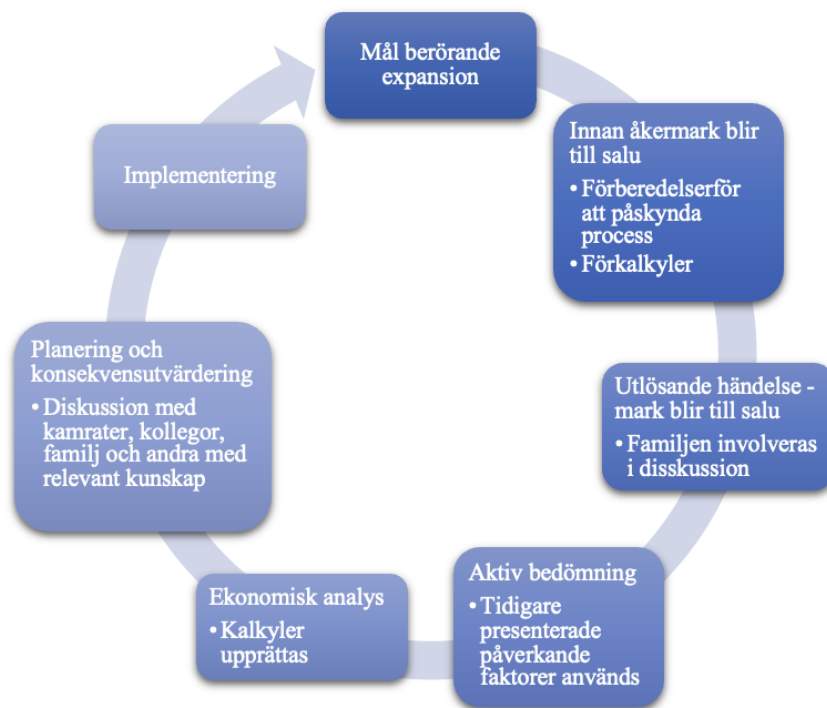 Mål berörande
expansion
Innan åkermark blir
till salu
• Förberedelserför
att påskynda
process
• Förkalkyler
Utlösande händelse -
mark blir till salu
• Familjen involveras
i disskussion
Aktiv bedömning
• Tidigare
presenterade
påverkande
faktorer används
Ekonomisk analys
• Kalkyler
upprättas
Planering och
konsekvensutvärdering
• Diskussion med
kamrater, kollegor,
familj och andra med
relevant kunskap
Implementering